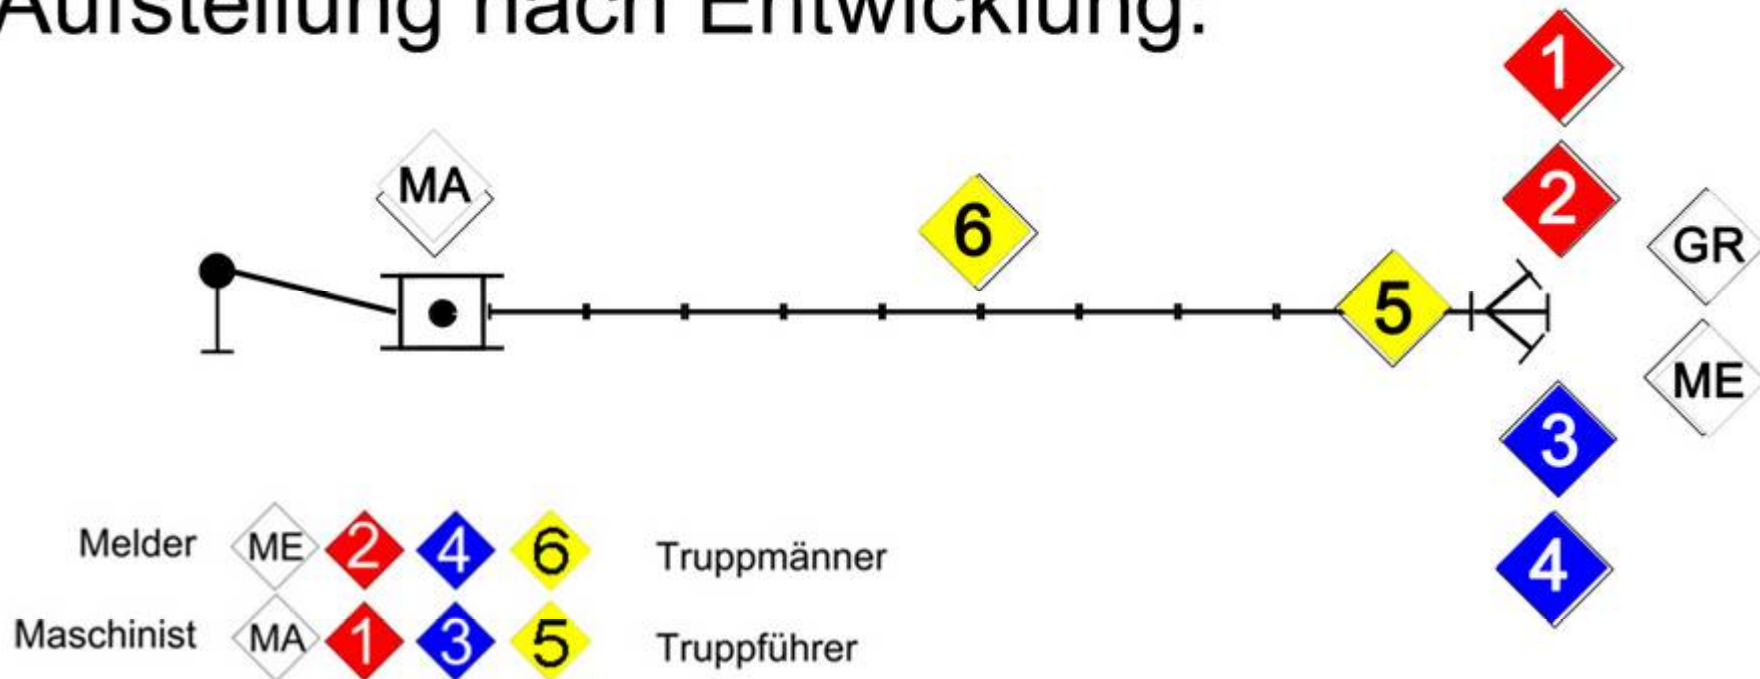 Aufstellung nach Entwicklung:
1
2
MA
6
GR
5
ME
3
4
Melder ME 2 4 6 Truppmänner
Maschinist MA 1 3 5 Truppführer